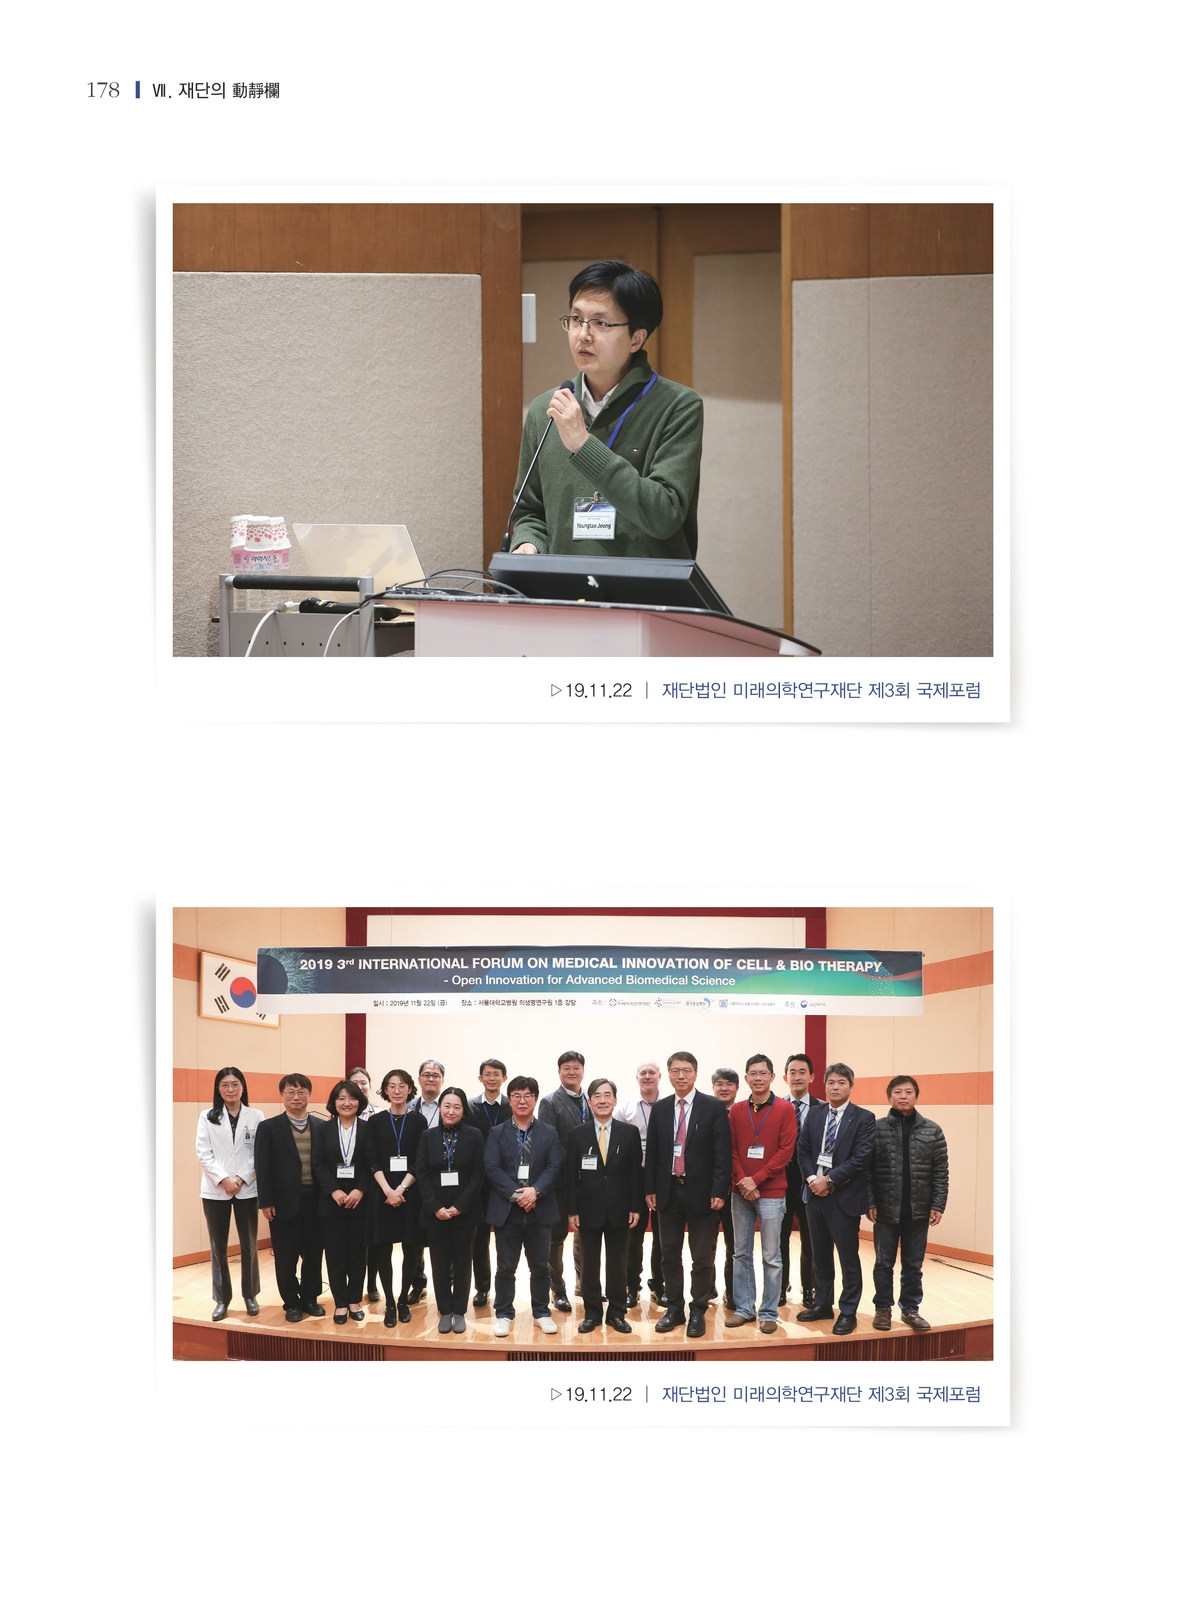 178 Ⅶ. 재단의 動靜欄
Youngtae Jeong
▷19.11.22 | 재단법인 미래의학연구재단 제3회 국제포럼
2019 3rd INTERNATIONAL FORUM ON MEDICAL INNOVATION OF CELL & BIO THERAPY
- Open Innovation for Advanced Biomedical Science
일시 : 2019년 11월 22일 (금) 장소 : 서울대학교병원 의생명연구원 1층 강당 주최 : 후원 :
▷19.11.22 | 재단법인 미래의학연구재단 제3회 국제포럼